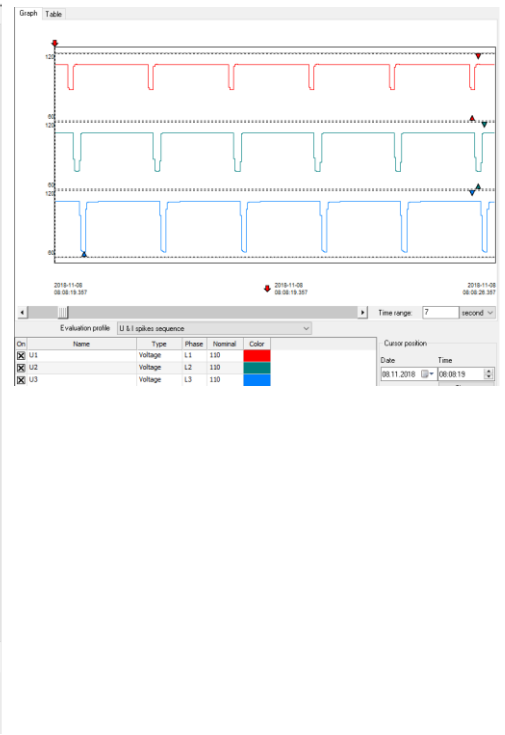 Graph Table
120
60
120
60
120
60
2018-11-08 2018-11-08 2018-11-08
08:08:19.357 08:08:19.357 08:08:26.357
Time range: 7 second
Evaluation profile U & I spikes sequence
On Name Type Phase Nominal Color Cursor position
U1 Voltage L1 110 Date Time
U2 Voltage L2 110 08.11.2018 08:08:19
U3 Voltage L3 110